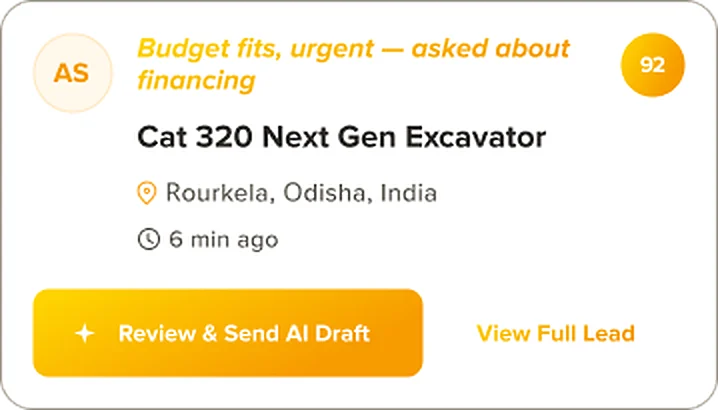 AS
Budget fits, urgent — asked about
financing
92
Cat 320 Next Gen Excavator
Rourkela, Odisha, India
6 min ago
Review & Send AI Draft
View Full Lead